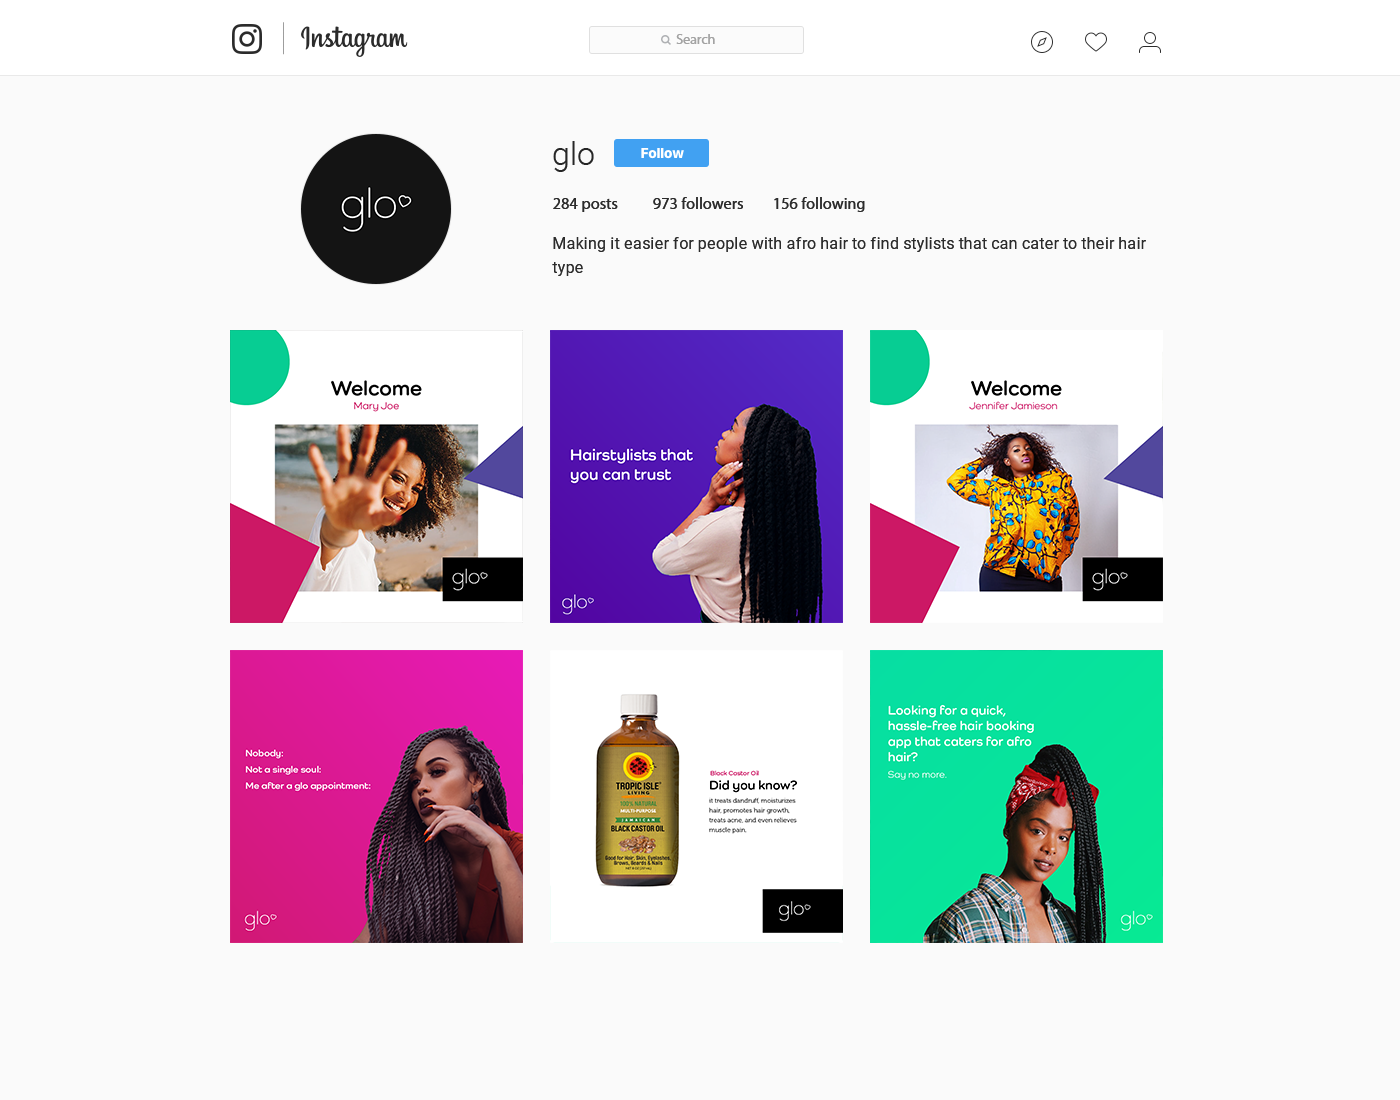 Instagram
Search
glo
glo
Follow
284 posts
973 followers
156 following
Making it easier for people with afro hair to find stylists that can cater to their hair
type
Welcome
Mary Joe
glo
Hairstylists that
you can trust
glo
Welcome
Jennifer Jamieson
glo
Nobody:
Not a single soul:
Me after a glo appointment:
glo
TROPIC ISLE
LIVING
100% NATURAL
MULTI-PURPOSE
JAMAICAN
BLACK CASTOR OIL
Good for Hair, Skin, Eyelashes,
Brows, Beards & Nails
Black Castor Oil
Did you know?
it treats dandruff, moisturizes
hair, promotes hair growth,
treats acne, and even relieves
muscle pain.
glo
Looking for a quick,
hassle-free hair booking
app that caters for afro
hair?
Say no more.
glo